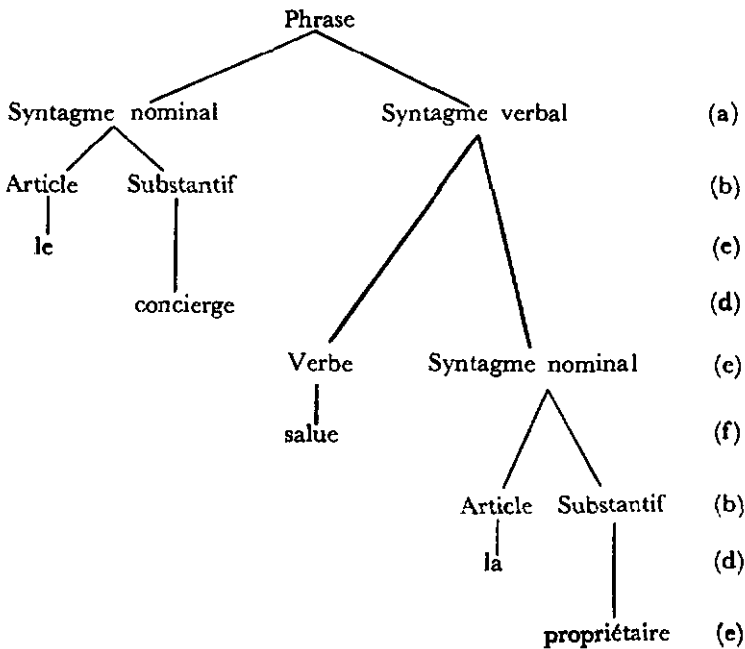 Phrase
Syntagme nominal Syntagme verbal (a)
Article Substantif (b)
le (e)
concierge (d)
Verbe Syntagme nominal (e)
salue (f)
Article Substantif (b)
la (d)
propriétaire (e)